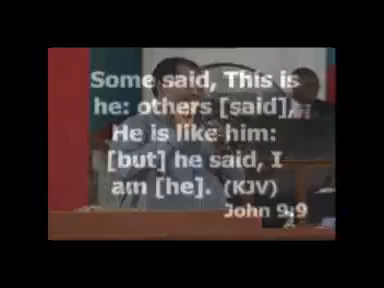 Some said, This is
he: others [said],
He is like him:
[but] he said, I
am [he]. (KJV)
John 9:9